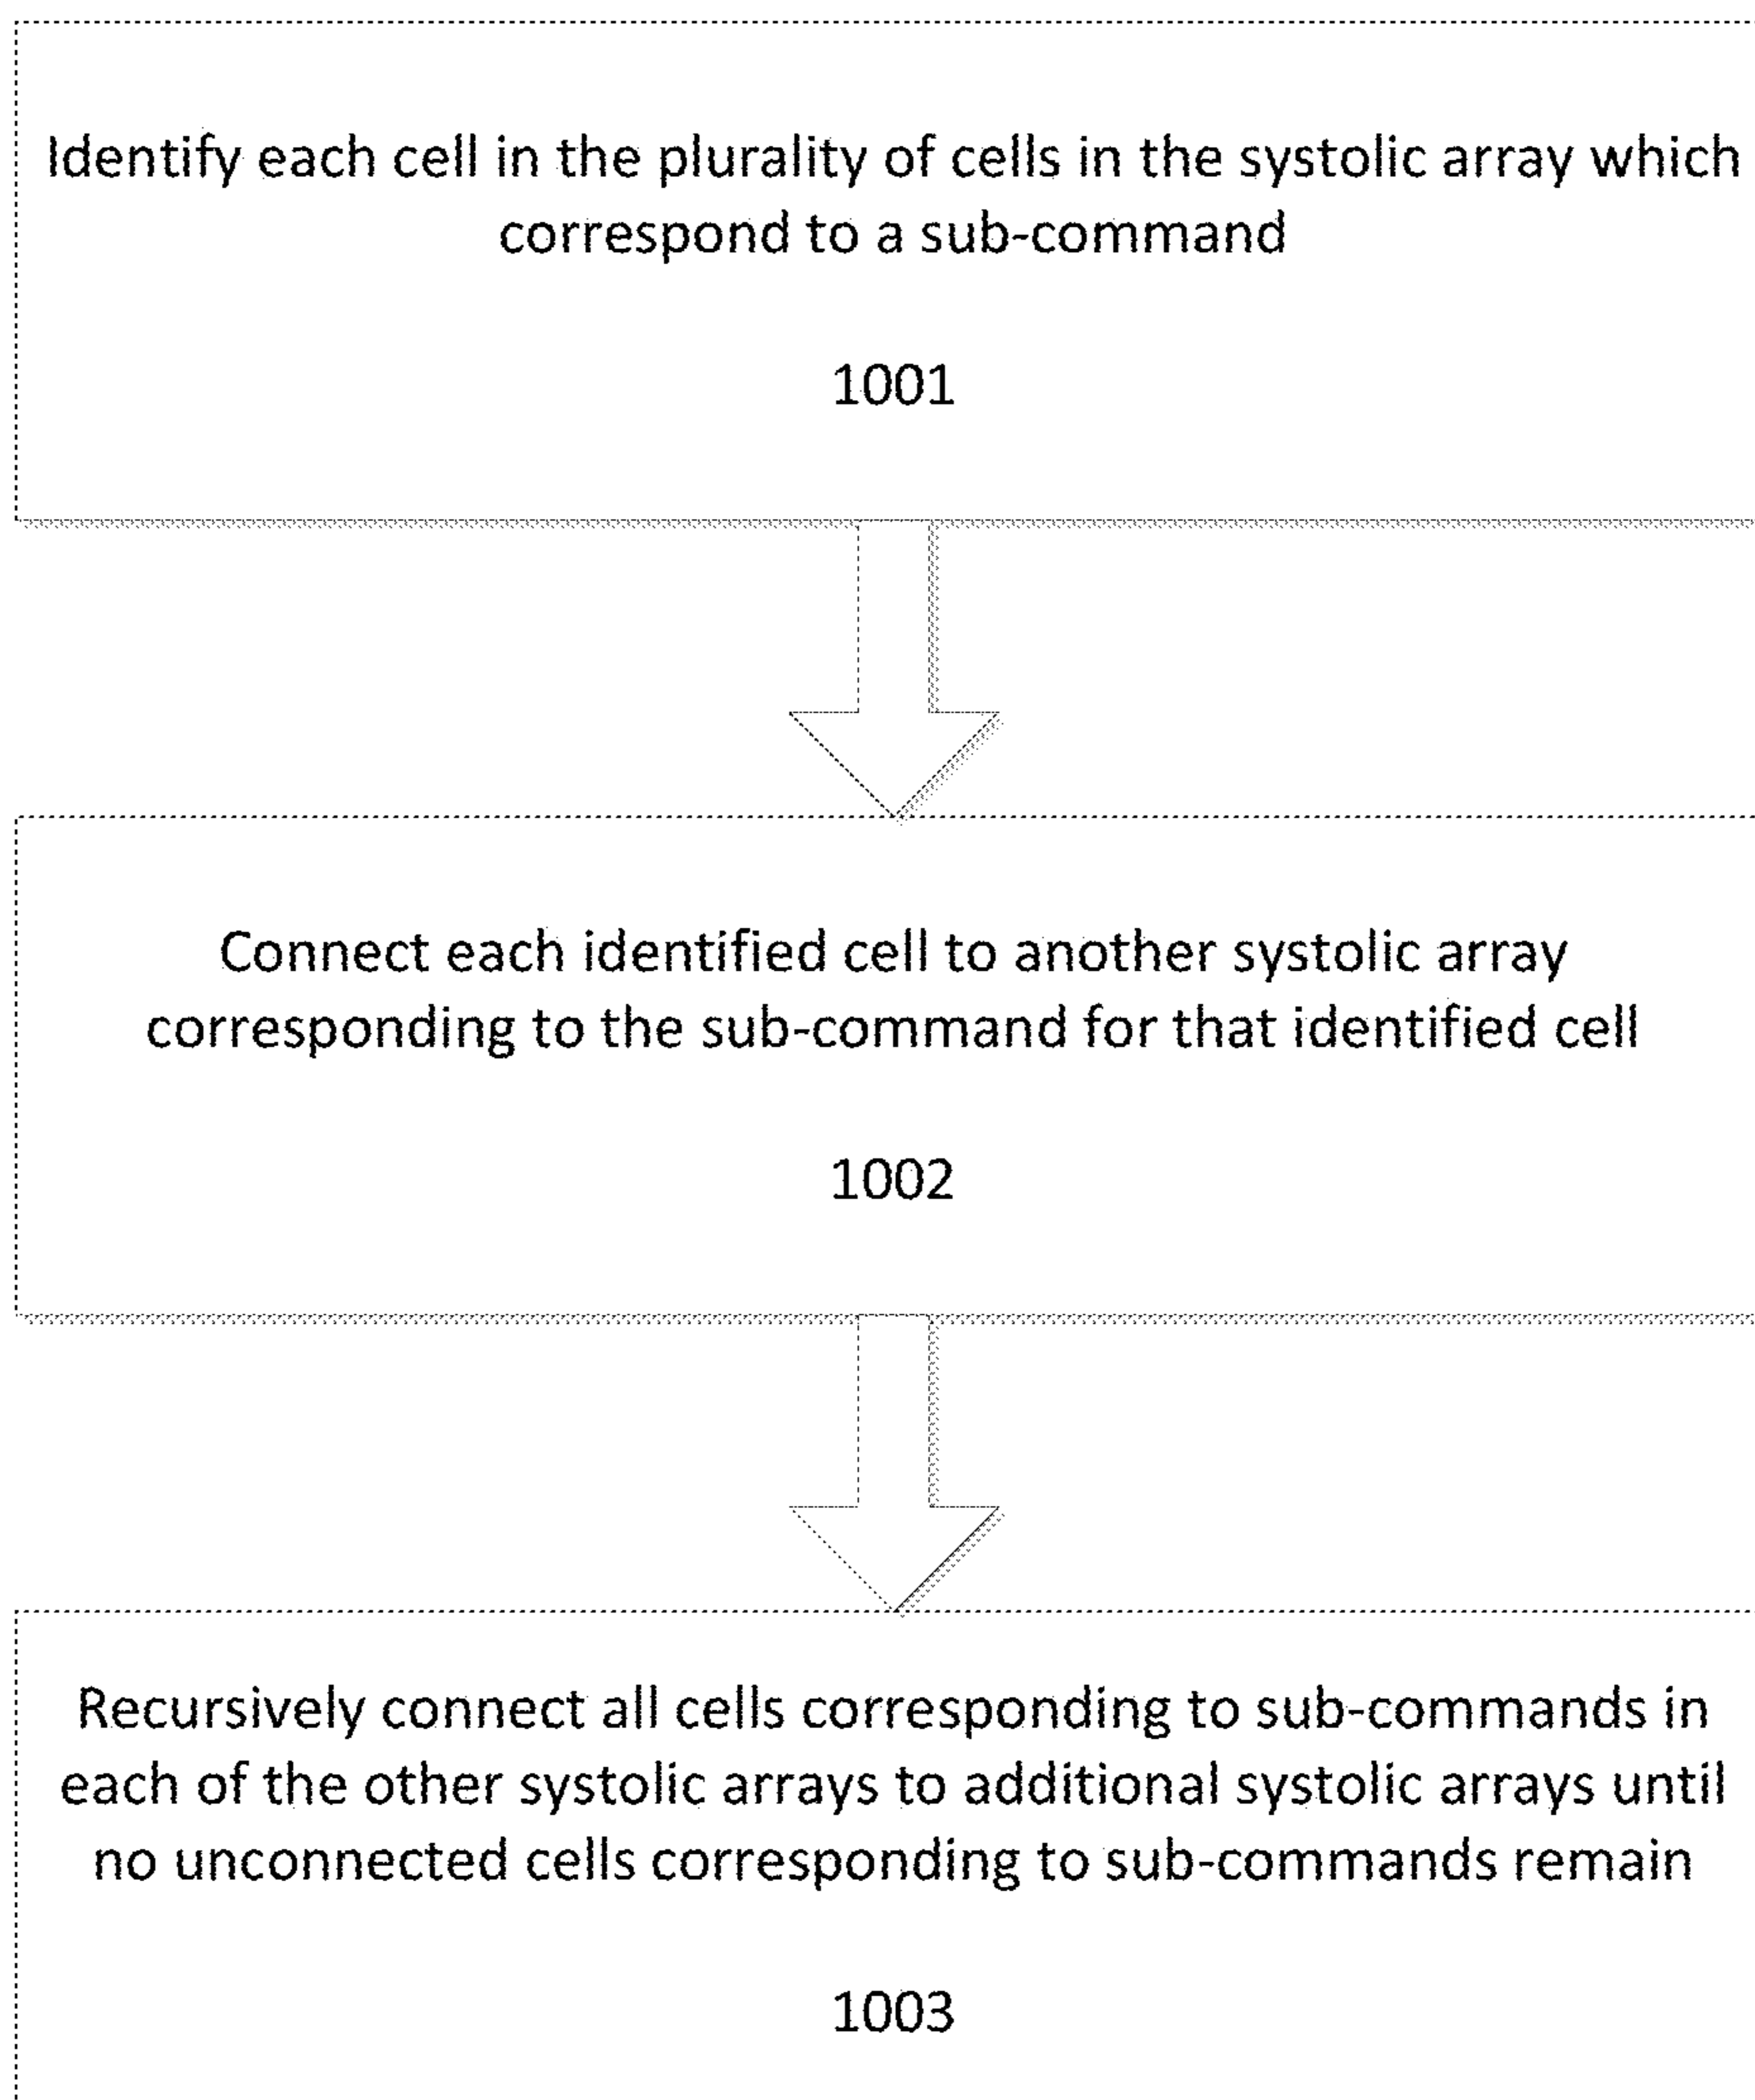 Identify each cell in the plurality of cells in the systolic array which
correspond to a sub-command
1001
Connect each identified cell to another systolic array
corresponding to the sub-command for that identified cell
1002
Recursively connect all cells corresponding to sub-commands in
each of the other systolic arrays to additional systolic arrays until
no unconnected cells corresponding to sub-commands remain
1003